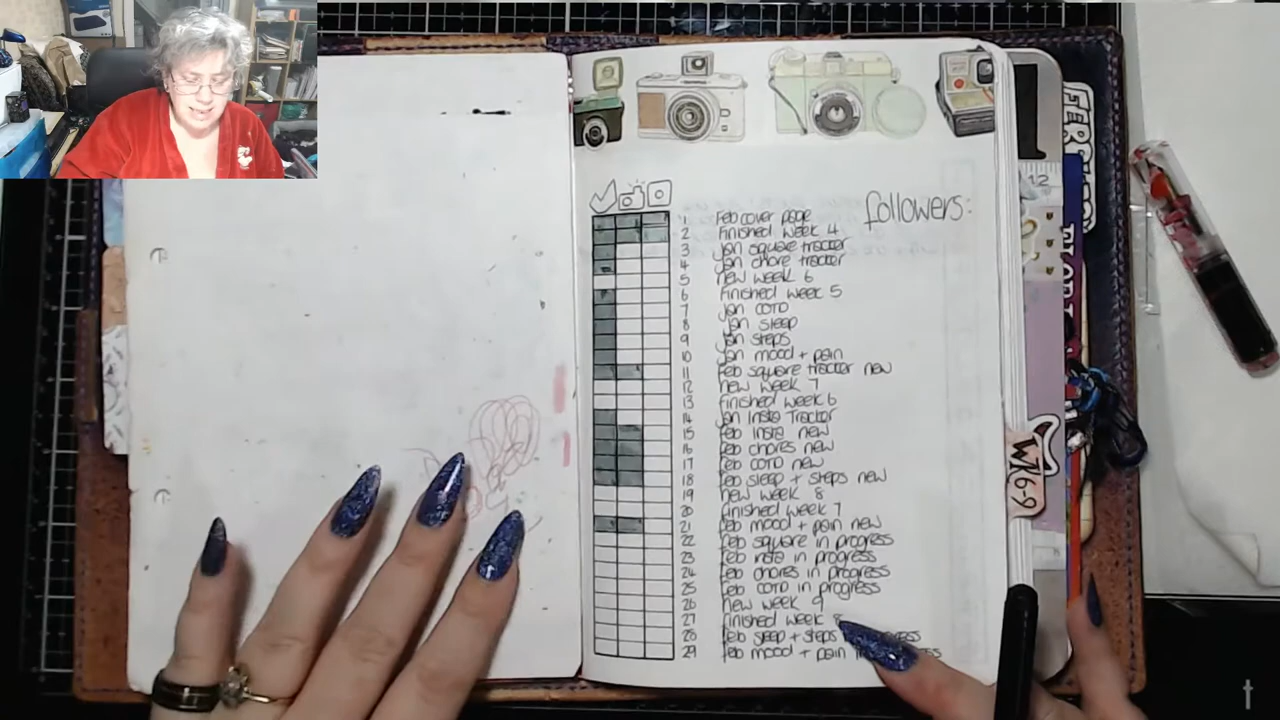 followers:
1 Feb cover page
2 Finished week 4
3 Jan square tracker
4 Jan chore tracker
5 new week 6
6 Finished week 5
7 Jan COTD
8 Jan sleep
9 Jan steps
10 Jan mood + pain
11 Feb square tracker new
12 new week 7
13 Finished week 6
14 Jan Insta Tracker
15 Feb insta new
16 Feb chores new
17 Feb COTD new
18 Feb sleep + steps new
19 new week 8
20 Finished week 7
21 Feb mood + pain new
22 Feb square in progress
23 Feb insta in progress
24 Feb chores in progress
25 Feb COTD in progress
26 new week 9
27 Finished week
28 Feb sleep + steps
29 Feb mood + pain
WK6-9
12
t